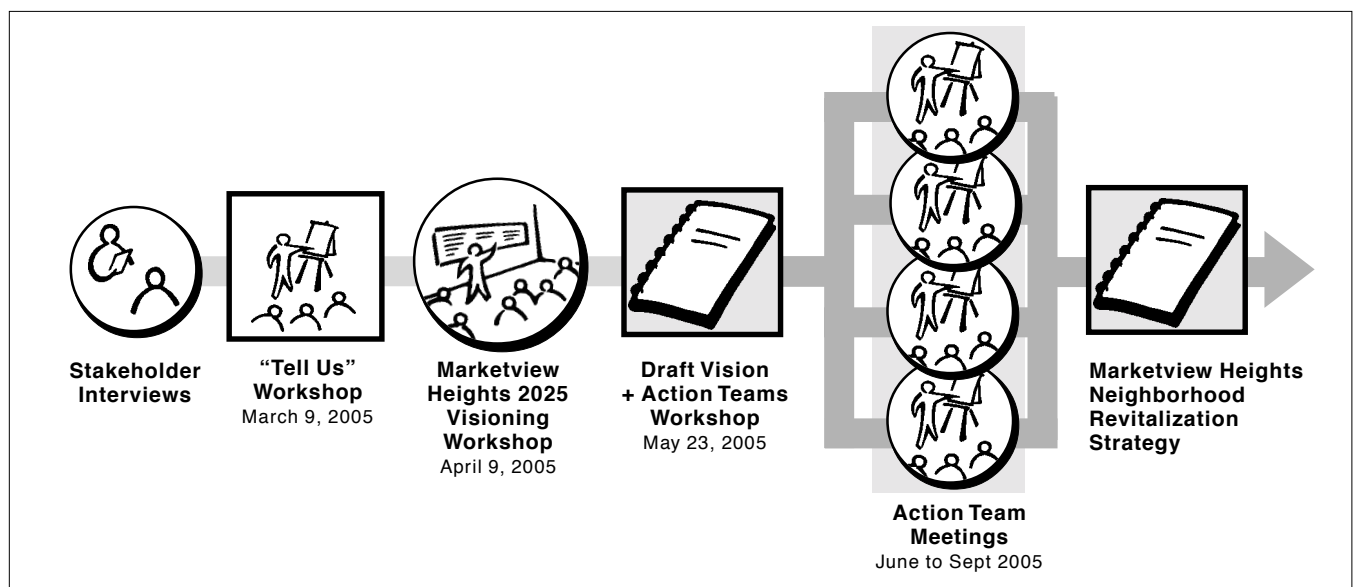 Stakeholder
Interviews
“Tell Us”
Workshop
March 9, 2005
Marketview
Heights 2025
Visioning
Workshop
April 9, 2005
Draft Vision
+ Action Teams
Workshop
May 23, 2005
Action Team
Meetings
June to Sept 2005
Marketview Heights
Neighborhood
Revitalization
Strategy